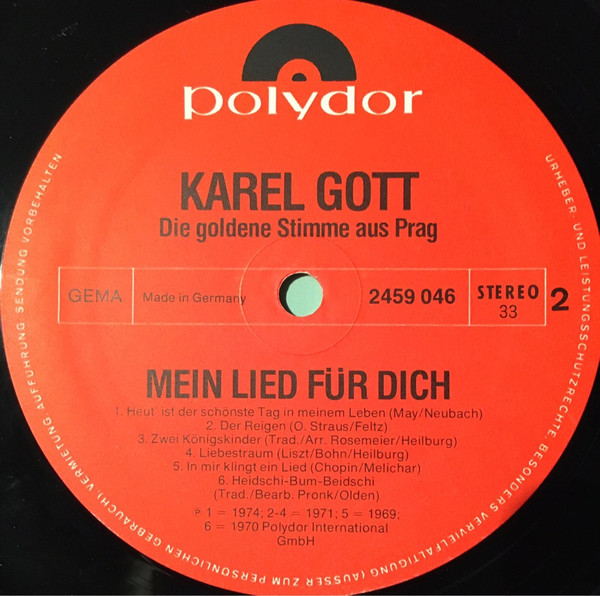 polydor
KAREL GOTT
Die goldene Stimme aus Prag
GEMA
Made in Germany
2459 046
STEREO
33
2
MEIN LIED FÜR DICH
1. Heut' ist der schönste Tag in meinem Leben (May/Neubach)
2. Der Reigen (O. Straus/Feltz)
3. Zwei Königskinder (Trad./Arr. Rosemeier/Heilburg)
4. Liebestraum (Liszt/Bohn/Heilburg)
5. In mir klingt ein Lied (Chopin/Melichar)
6. Heidschi-Bum-Beidschi
(Trad./Bearb. Pronk/Olden)
℗ 1 = 1974; 2-4 = 1971; 5 = 1969;
6 = 1970 Polydor International
GmbH
URHEBER- UND LEISTUNGSSCHUTZRECHTE, BESONDERS VERVIELFÄLTIGUNG (AUSSER ZUM PERSÖNLICHEN GEBRAUCH), VERMIETUNG, AUFFÜHRUNG, SENDUNG VORBEHALTEN